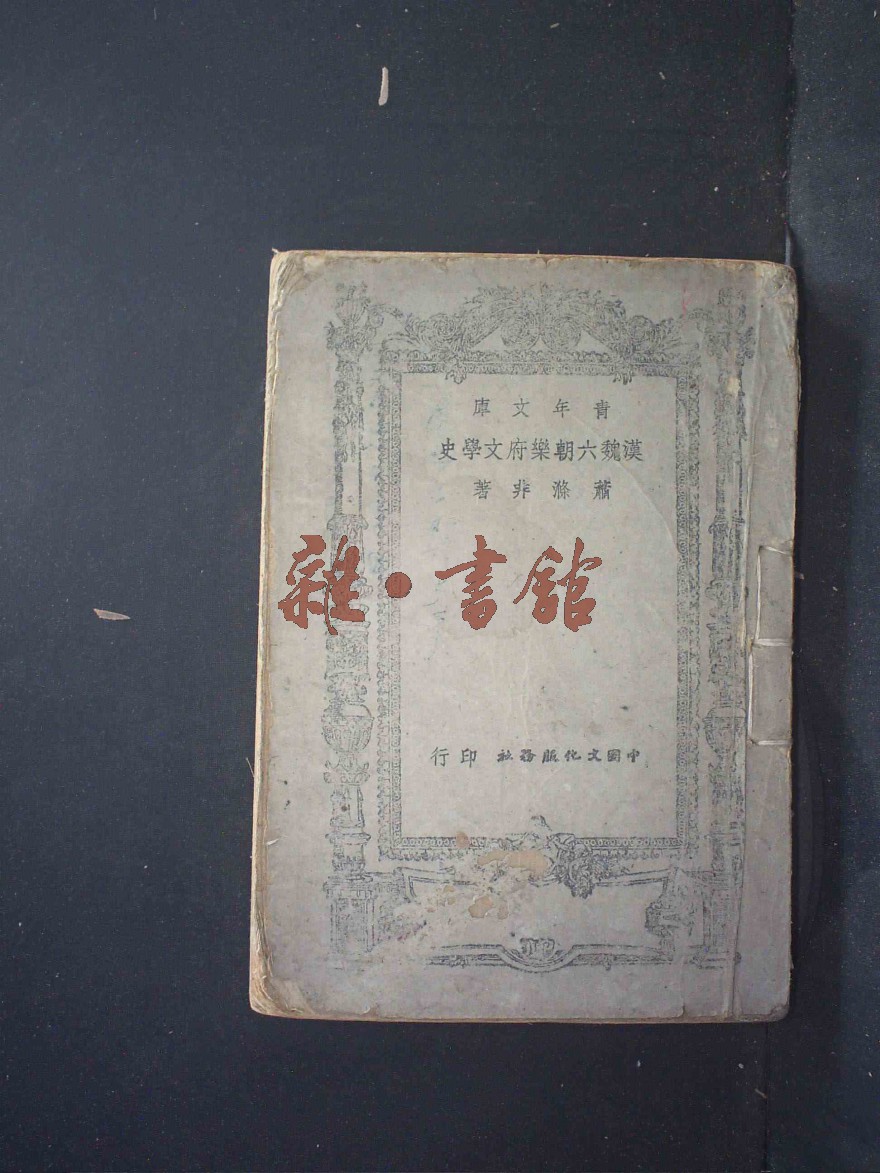 青年文庫
漢魏六朝樂府文學史
蕭滌非著
雜·書館
中國文化服務社 印行